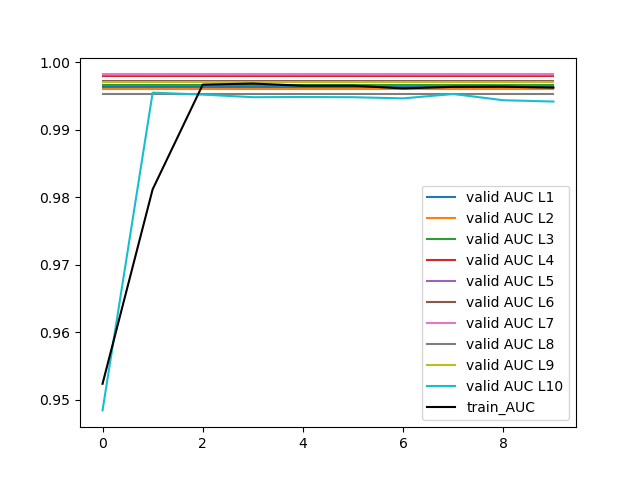 1.00
0.99
0.98
0.97
0.96
0.95
0 2 4 6 8
valid AUC L1
valid AUC L2
valid AUC L3
valid AUC L4
valid AUC L5
valid AUC L6
valid AUC L7
valid AUC L8
valid AUC L9
valid AUC L10
train_AUC